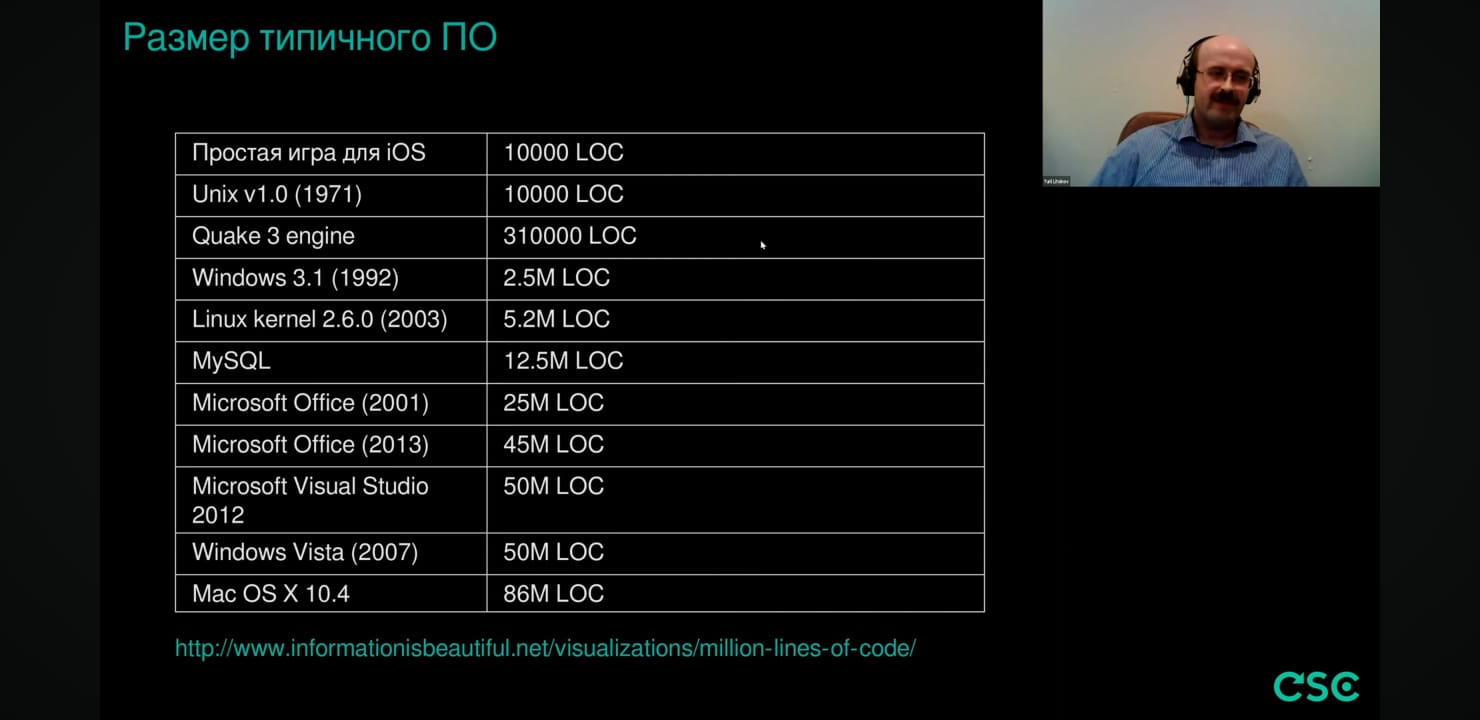 Размер типичного ПО
Простая игра для iOS 10000 LOC
Unix v1.0 (1971) 10000 LOC
Quake 3 engine 310000 LOC
Windows 3.1 (1992) 2.5M LOC
Linux kernel 2.6.0 (2003) 5.2M LOC
MySQL 12.5M LOC
Microsoft Office (2001) 25M LOC
Microsoft Office (2013) 45M LOC
Microsoft Visual Studio 50M LOC
2012
Windows Vista (2007) 50M LOC
Mac OS X 10.4 86M LOC
http://www.informationisbeautiful.net/visualizations/million-lines-of-code/
CSC